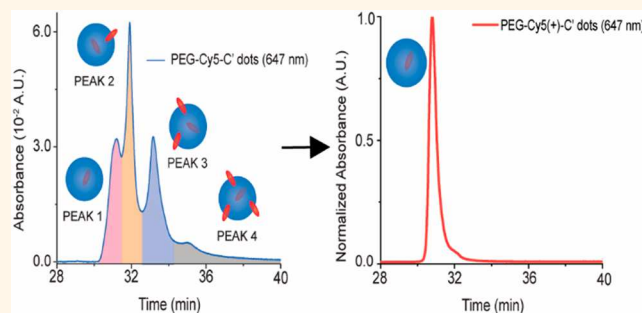 PEG-Cy5-C′ dots (647 nm)
PEAK 1
PEAK 2
PEAK 3
PEAK 4
Absorbance (10⁻² A.U.)
6.0
3.0
0.0
28
32
36
40
Time (min)
PEG-Cy5(+)-C′ dots (647 nm)
Normalized Absorbance (A.U.)
1.0
0.5
0.0
28
32
36
40
Time (min)